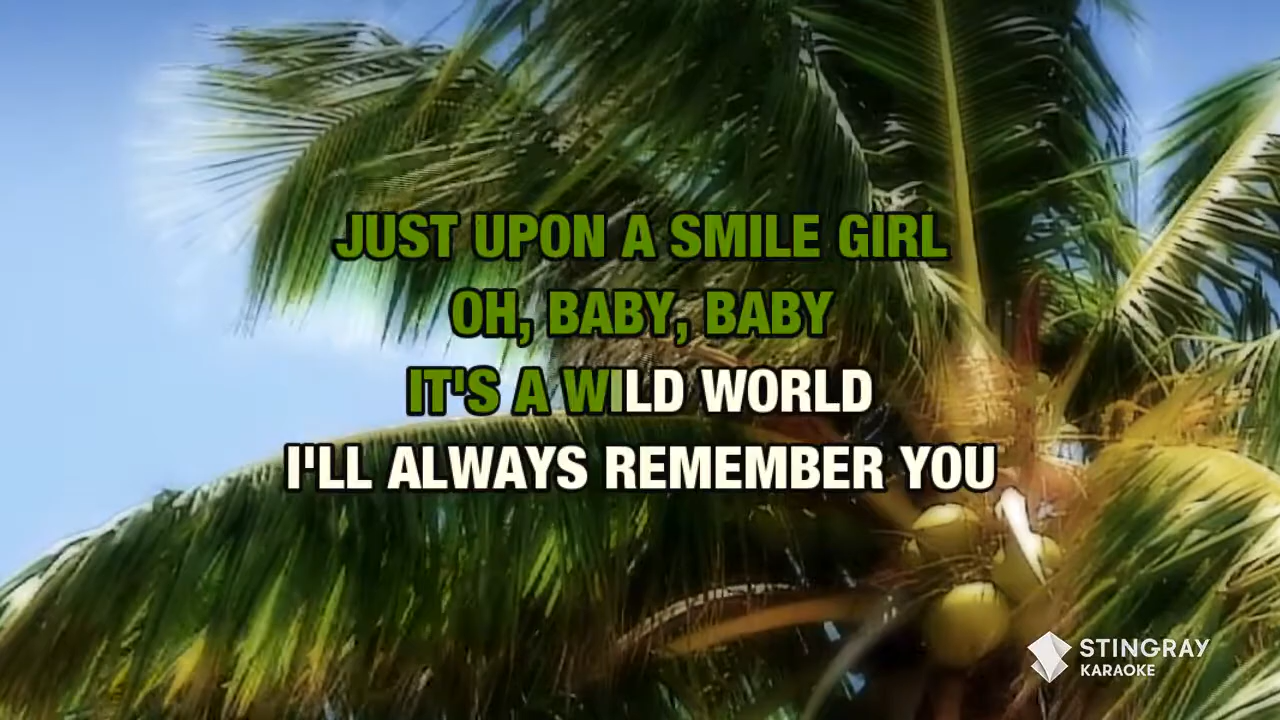 JUST UPON A SMILE GIRL
OH, BABY, BABY
IT'S A WILD WORLD
I'LL ALWAYS REMEMBER YOU
STINGRAY
KARAOKE